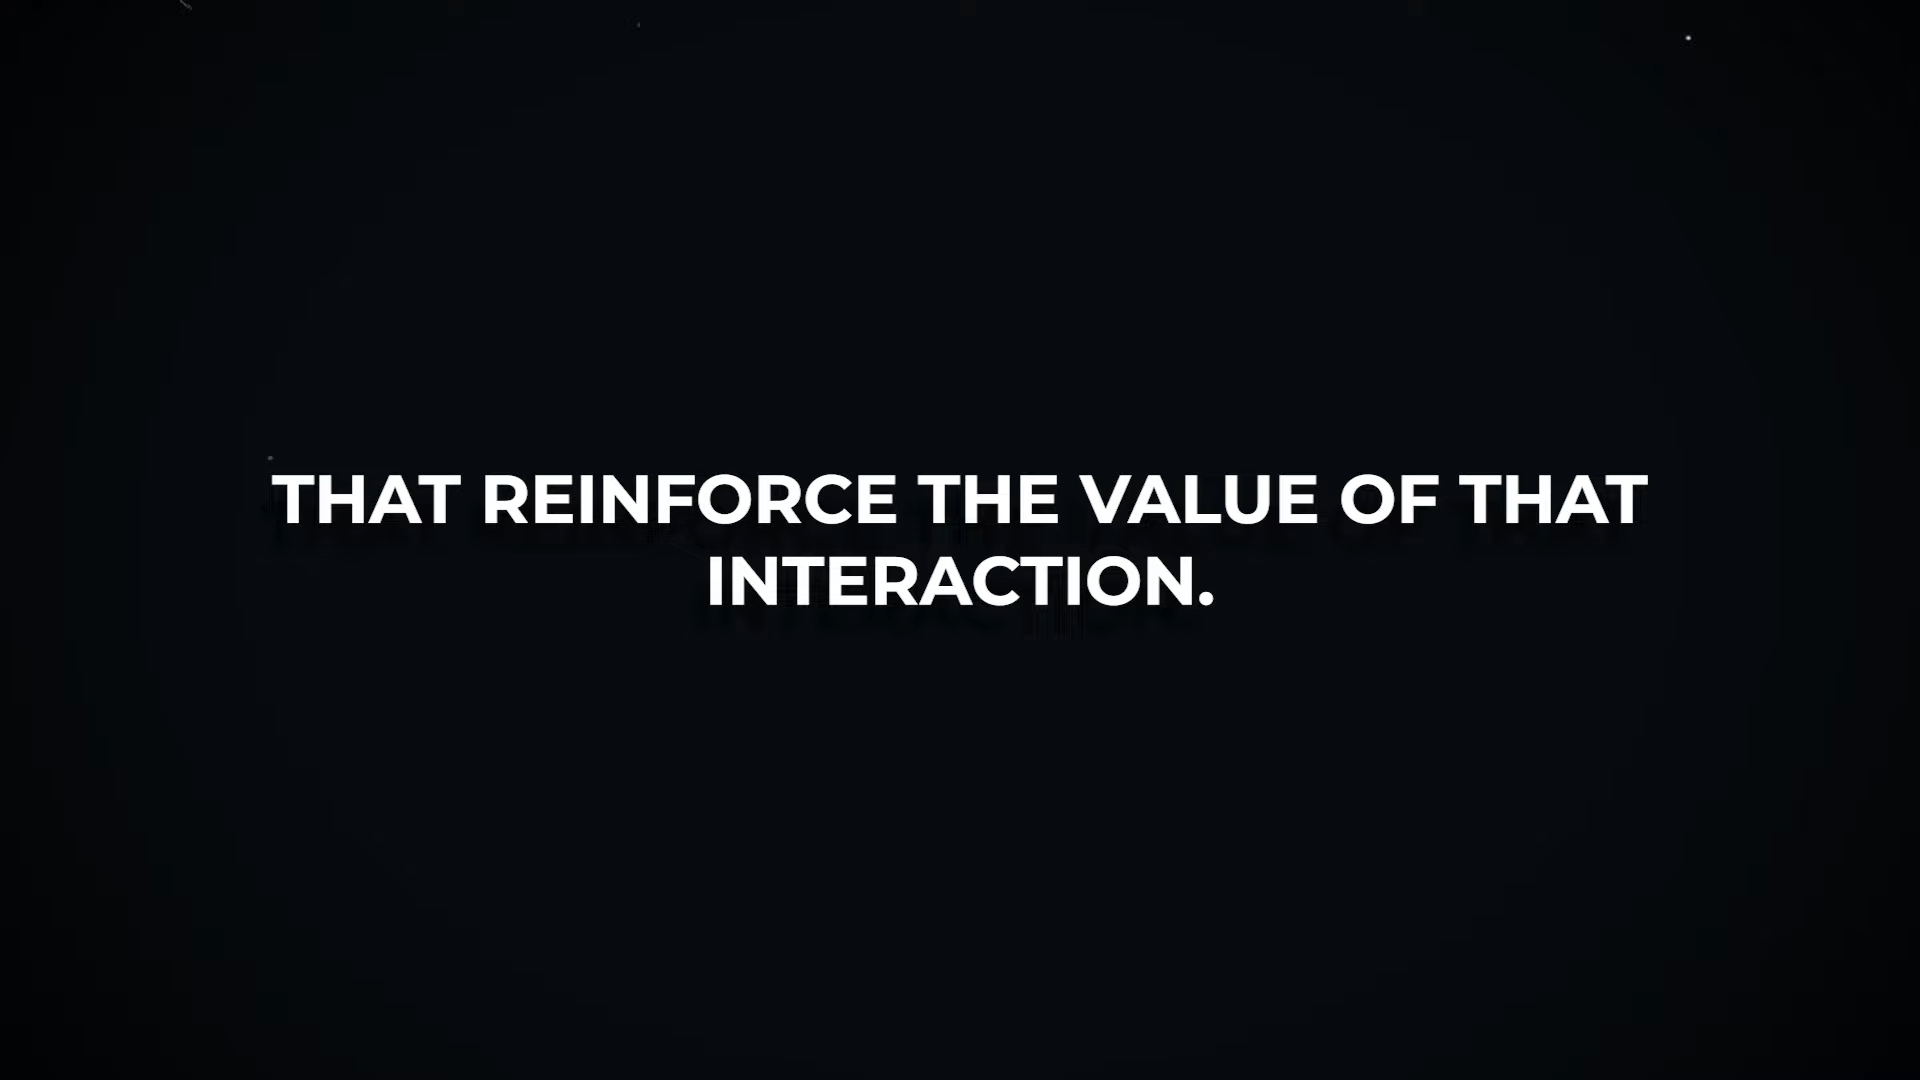 THAT REINFORCE THE VALUE OF THAT
INTERACTION.